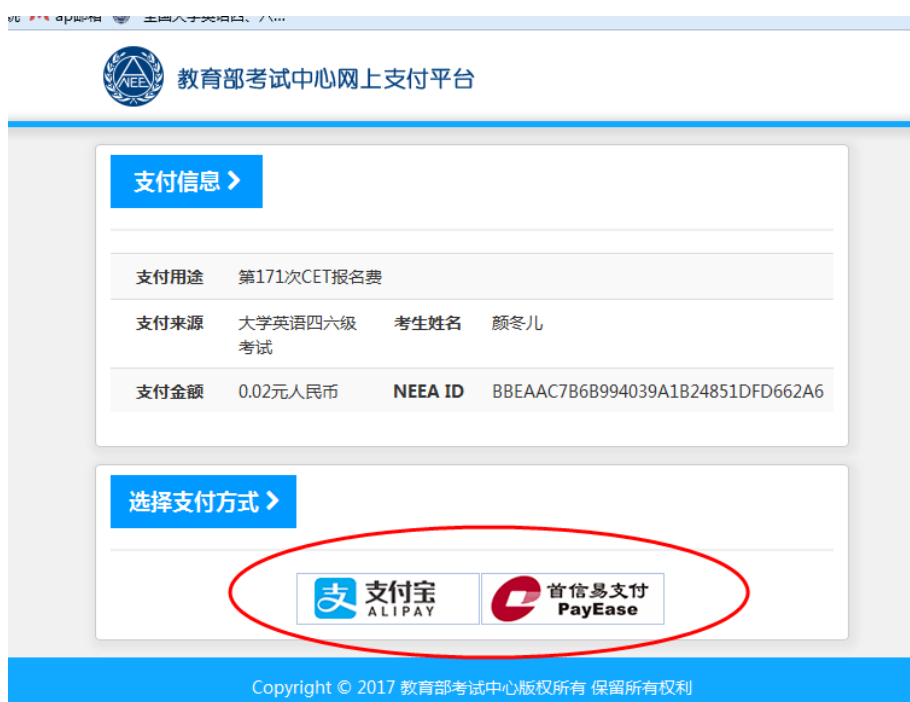 NEE
教育部考试中心网上支付平台
支付信息
支付用途 第171次CET报名费
支付来源 大学英语四六级 考生姓名 颜冬儿
考试
支付金额 0.02元人民币 NEEA ID BBEAAC7B6B994039A1B24851DFD662A6
选择支付方式
支 支付宝 首信易支付
ALIPAY PayEase
Copyright © 2017 教育部考试中心版权所有 保留所有权利